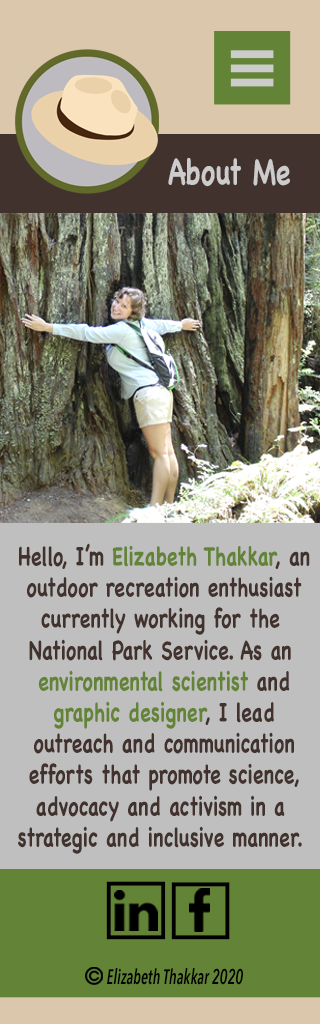 About Me
Hello, I'm Elizabeth Thakkar, an
outdoor recreation enthusiast
currently working for the
National Park Service. As an
environmental scientist and
graphic designer, I lead
outreach and communication
efforts that promote science,
advocacy and activism in a
strategic and inclusive manner.
in f
© Elizabeth Thakkar 2020